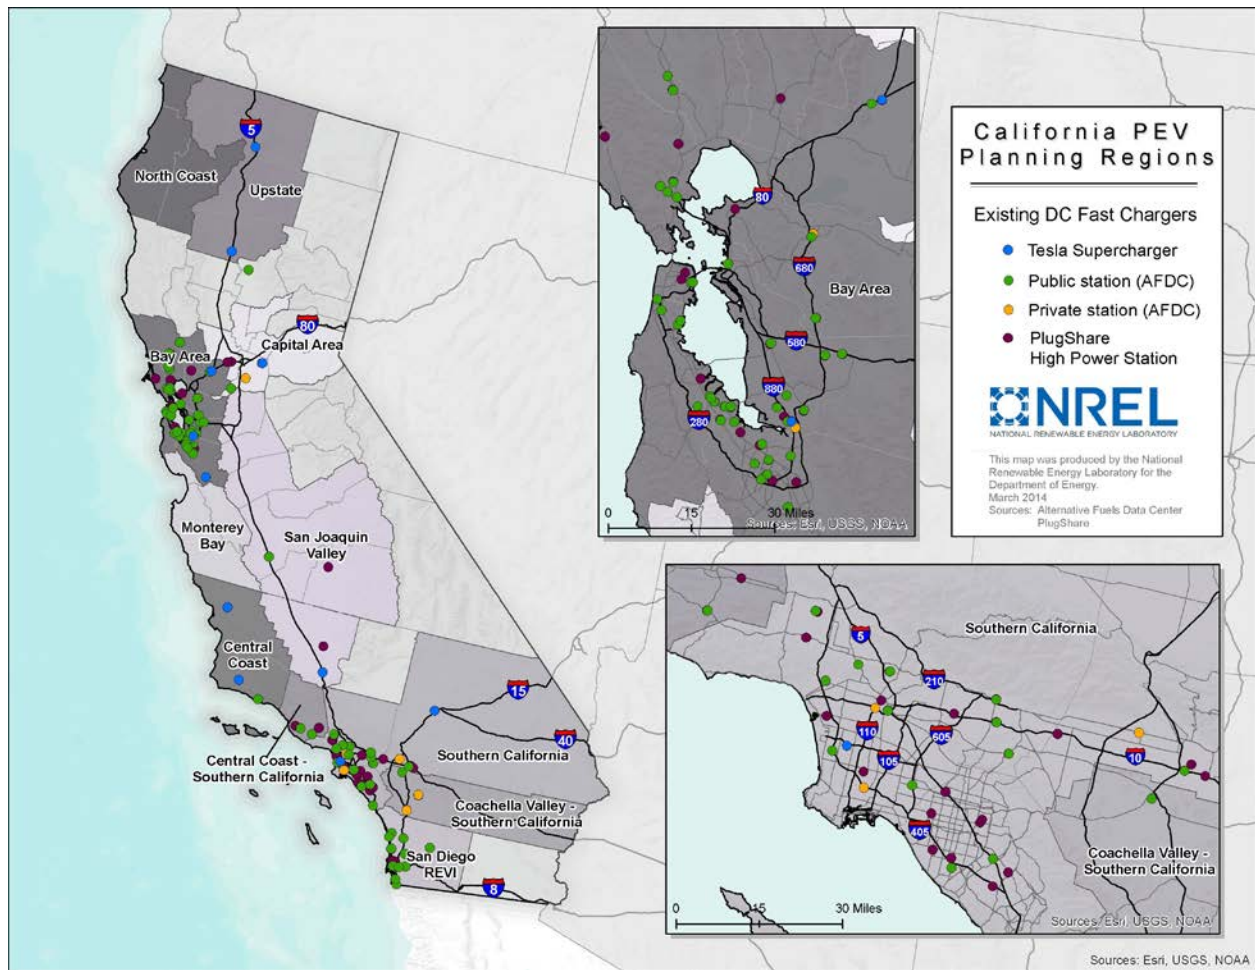 California PEV
Planning Regions
Existing DC Fast Chargers
Tesla Supercharger
Public station (AFDC)
Private station (AFDC)
PlugShare
High Power Station
NREL
NATIONAL RENEWABLE ENERGY LABORATORY
This map was produced by the National
Renewable Energy Laboratory for the
Department of Energy.
March 2014
Sources: Alternative Fuels Data Center
PlugShare
5
North Coast
Upstate
80
Capital Area
Bay Area
Monterey
Bay
San Joaquin
Valley
Central
Coast
15
40
Southern California
Central Coast -
Southern California
Coachella Valley -
Southern California
San Diego
REVI
8
80
680
Bay Area
580
880
280
0
15
30 Miles
Sources: Esri, USGS, NOAA
5
Southern California
210
110
605
105
10
405
Coachella Valley -
Southern California
0
15
30 Miles
Sources: Esri, USGS, NOAA
Sources: Esri, USGS, NOAA